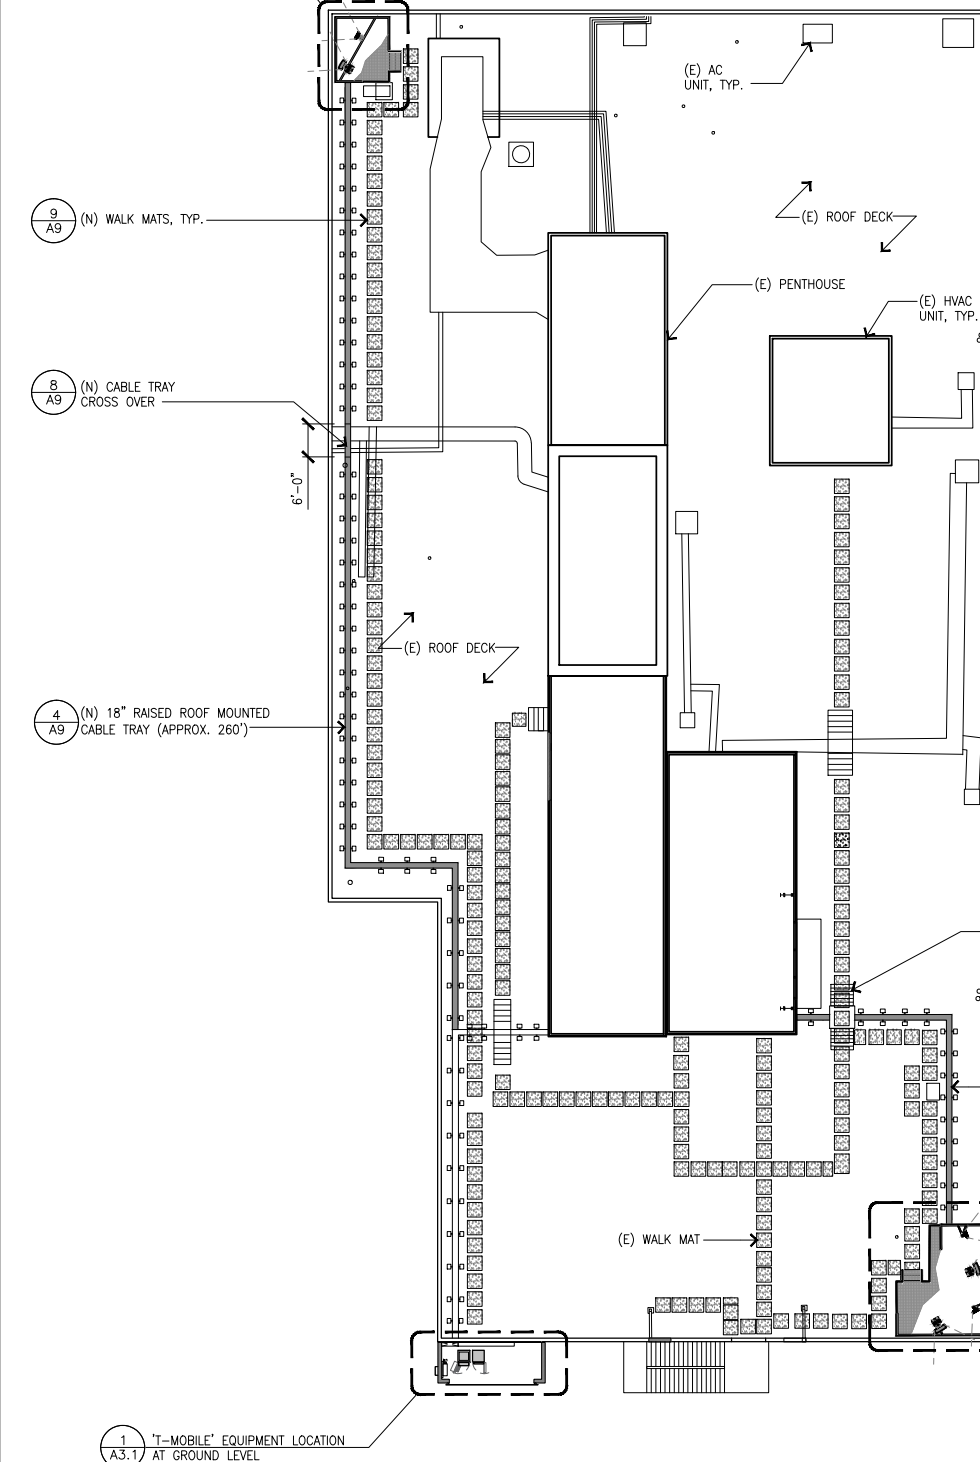 (E) AC
UNIT, TYP.
9
A9
(N) WALK MATS, TYP.
(E) ROOF DECK
(E) PENTHOUSE
(E) HVAC
UNIT, TYP.
8
A9
(N) CABLE TRAY
CROSS OVER
6'-0"
(E) ROOF DECK
4
A9
(N) 18" RAISED ROOF MOUNTED
CABLE TRAY (APPROX. 260')
(E) WALK MAT
1
A3.1
'T-MOBILE' EQUIPMENT LOCATION
AT GROUND LEVEL